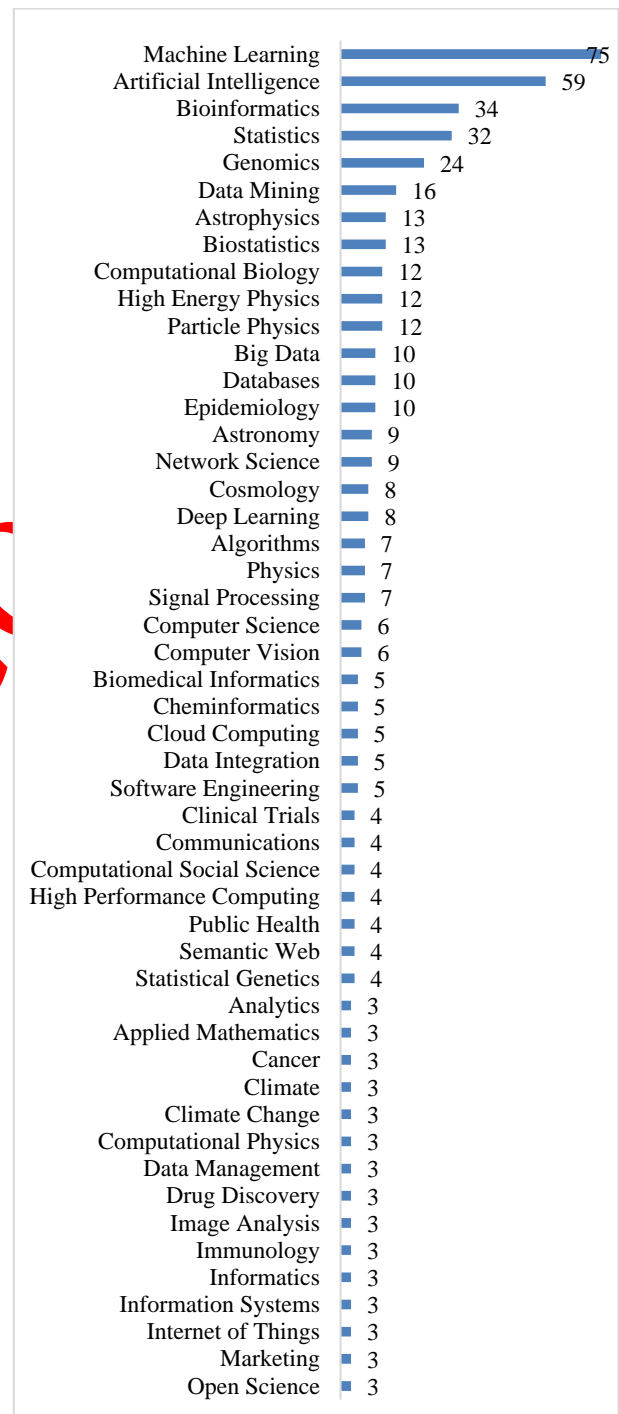 Machine Learning 75
Artificial Intelligence 59
Bioinformatics 34
Statistics 32
Genomics 24
Data Mining 16
Astrophysics 13
Biostatistics 13
Computational Biology 12
High Energy Physics 12
Particle Physics 12
Big Data 10
Databases 10
Epidemiology 10
Astronomy 9
Network Science 9
Cosmology 8
Deep Learning 8
Algorithms 7
Physics 7
Signal Processing 7
Computer Science 6
Computer Vision 6
Biomedical Informatics 5
Cheminformatics 5
Cloud Computing 5
Data Integration 5
Software Engineering 5
Clinical Trials 4
Communications 4
Computational Social Science 4
High Performance Computing 4
Public Health 4
Semantic Web 4
Statistical Genetics 4
Analytics 3
Applied Mathematics 3
Cancer 3
Climate 3
Climate Change 3
Computational Physics 3
Data Management 3
Drug Discovery 3
Image Analysis 3
Immunology 3
Informatics 3
Information Systems 3
Internet of Things 3
Marketing 3
Open Science 3